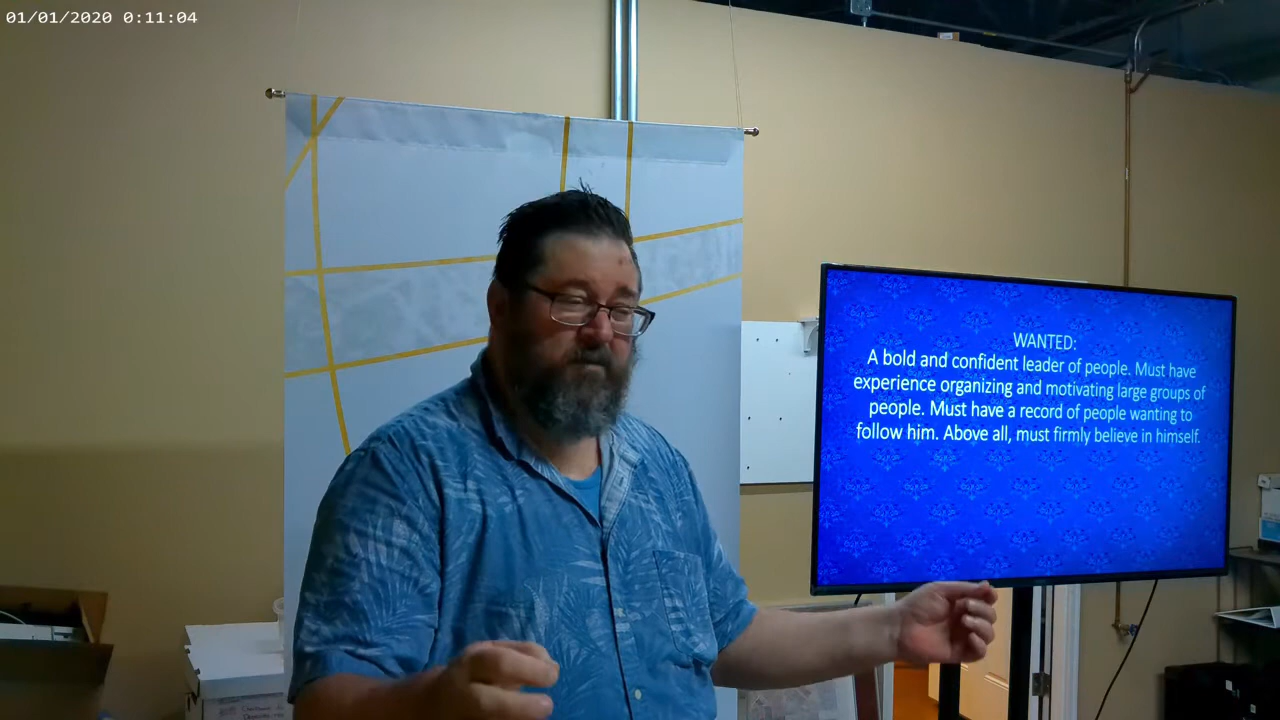 01/01/2020 0:11:04
WANTED:
A bold and confident leader of people. Must have
experience organizing and motivating large groups of
people. Must have a record of people wanting to
follow him. Above all, must firmly believe in himself.